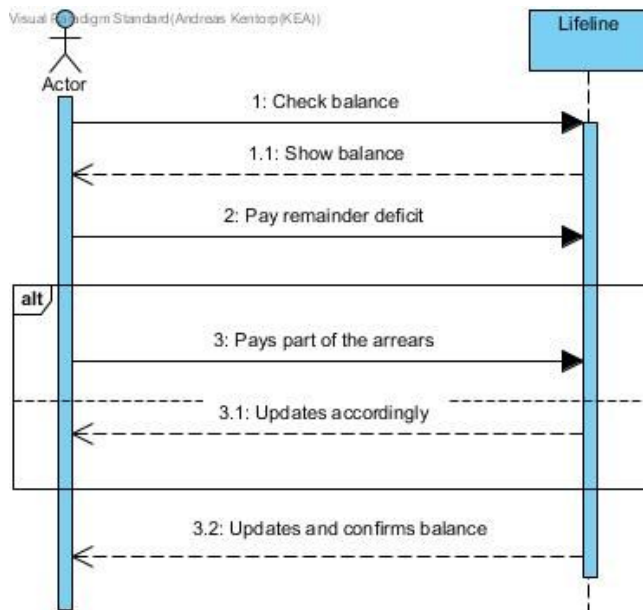 Visual Paradigm Standard(Andreas Kentorp(KEA))
Lifeline
Actor
1: Check balance
1.1: Show balance
2: Pay remainder deficit
alt
3: Pays part of the arrears
3.1: Updates accordingly
3.2: Updates and confirms balance